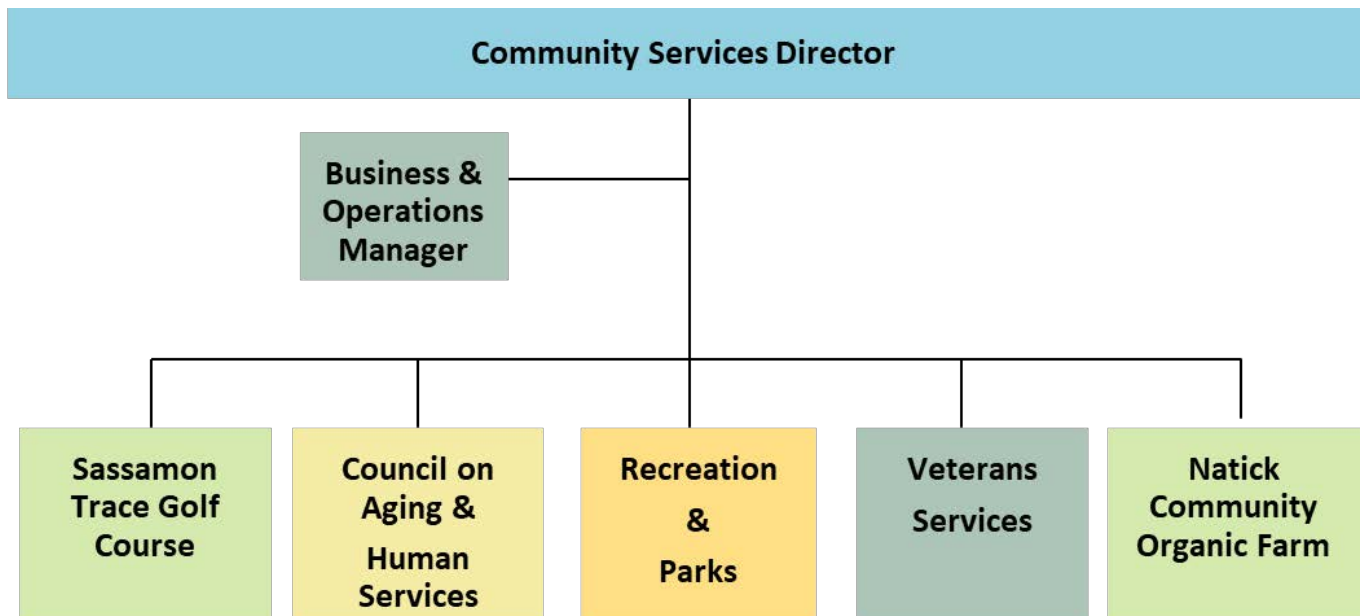 Community Services Director
Business &
Operations
Manager
Sassamon
Trace Golf
Course
Council on
Aging &
Human
Services
Recreation
&
Parks
Veterans
Services
Natick
Community
Organic Farm